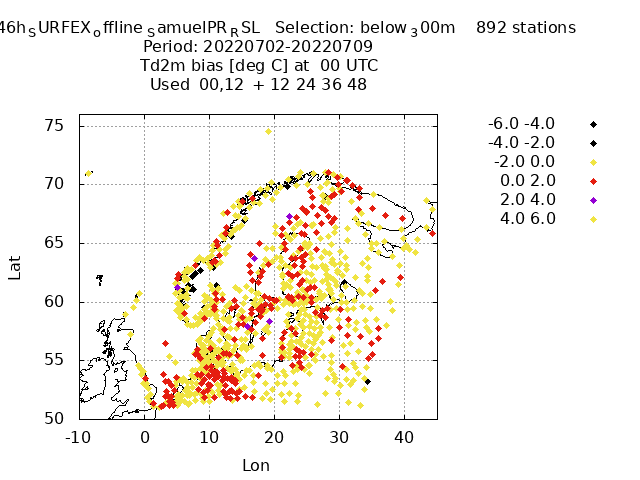 46hSURFEXoffline SamuelPRRSL Selection: below300m 892 stations
Period: 20220702-20220709
Td2m bias [deg C] at 00 UTC
Used 00,12 + 12 24 36 48
-6.0 -4.0
-4.0 -2.0
-2.0 0.0
0.0 2.0
2.0 4.0
4.0 6.0
75
70
65
60
55
50
Lat
-10 0 10 20 30 40
Lon